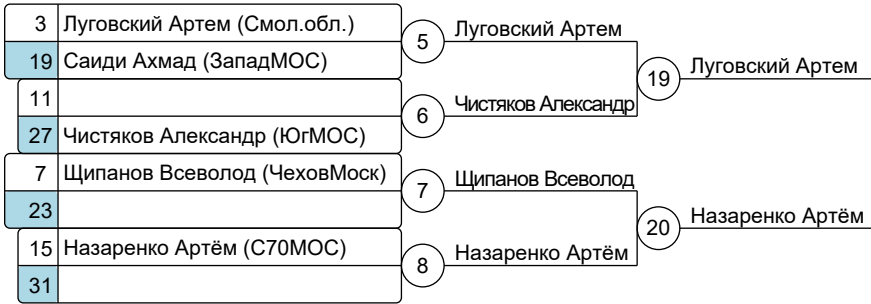 3 Луговский Артем (Смол.обл.)
19 Саиди Ахмад (ЗападМОС)
5 Луговский Артем
11
27 Чистяков Александр (ЮгМОС)
6 Чистяков Александр
19 Луговский Артем
7 Щипанов Всеволод (ЧеховМоск)
23
7 Щипанов Всеволод
15 Назаренко Артём (С70МОС)
31
8 Назаренко Артём
20 Назаренко Артём